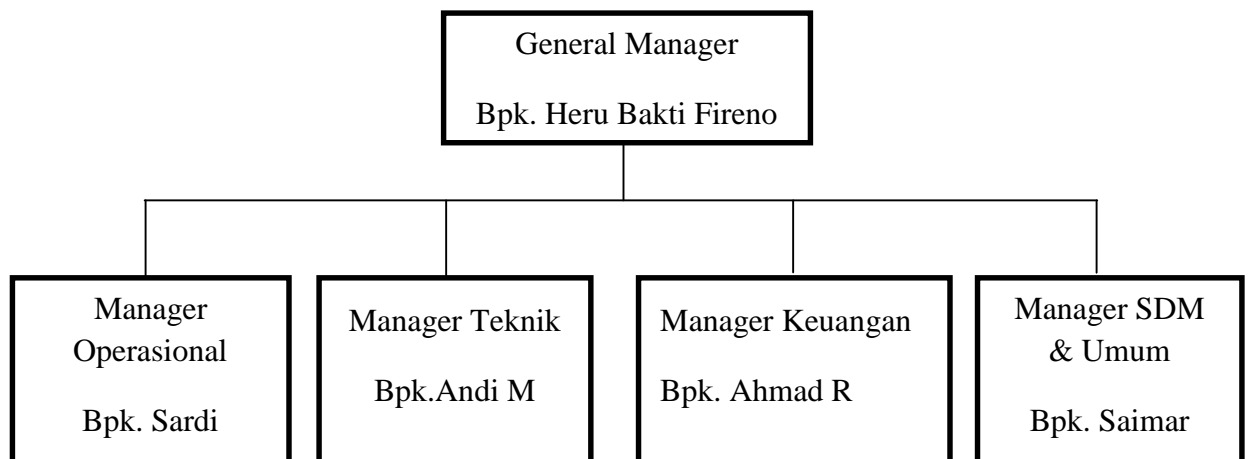 General Manager
Bpk. Heru Bakti Fireno
Manager
Operasional
Bpk. Sardi
Manager Teknik
Bpk.Andi M
Manager Keuangan
Bpk. Ahmad R
Manager SDM
& Umum
Bpk. Saimar